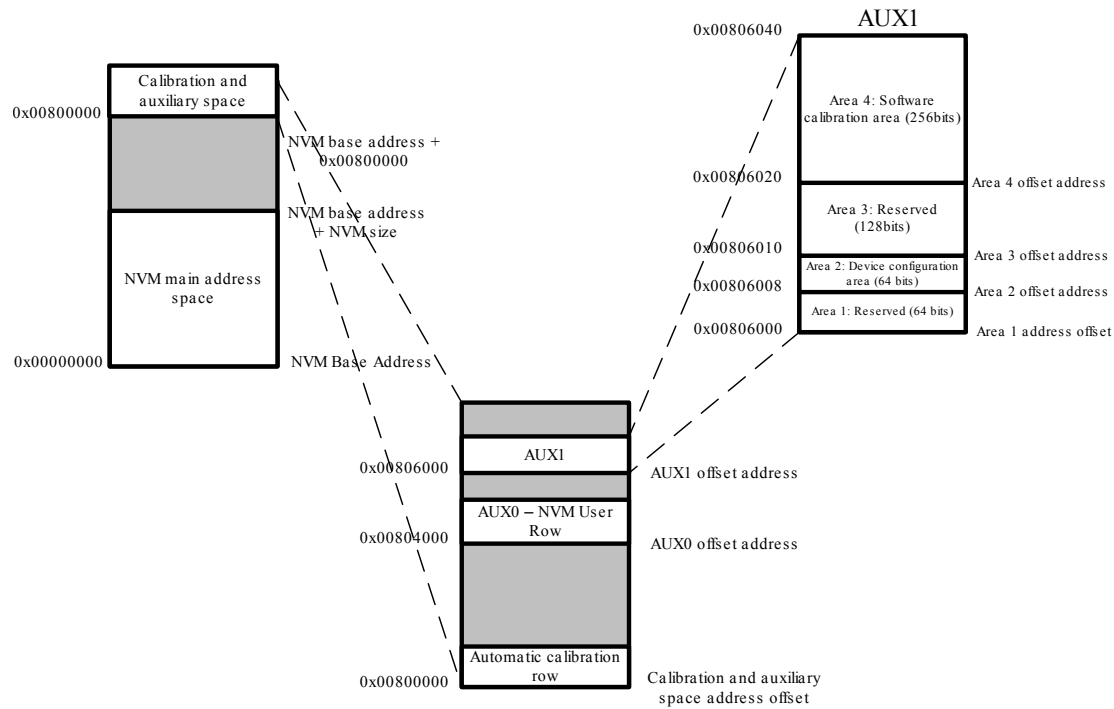 AUX1
0x00806040
Area 4: Software
calibration area (256bits)
0x00806020
Area 4 offset address
Area 3: Reserved
(128bits)
0x00806010
Area 3 offset address
Area 2: Device configuration
area (64 bits)
0x00806008
Area 2 offset address
Area 1: Reserved (64 bits)
0x00806000
Area 1 address offset
Calibration and
auxiliary space
0x00800000
NVM base address +
0x00800000
NVM base address
+ NVM size
NVM main address
space
0x00000000
NVM Base Address
AUX1
0x00806000
AUX1 offset address
AUX0 – NVM User
Row
0x00804000
AUX0 offset address
Automatic calibration
row
0x00800000
Calibration and auxiliary
space address offset